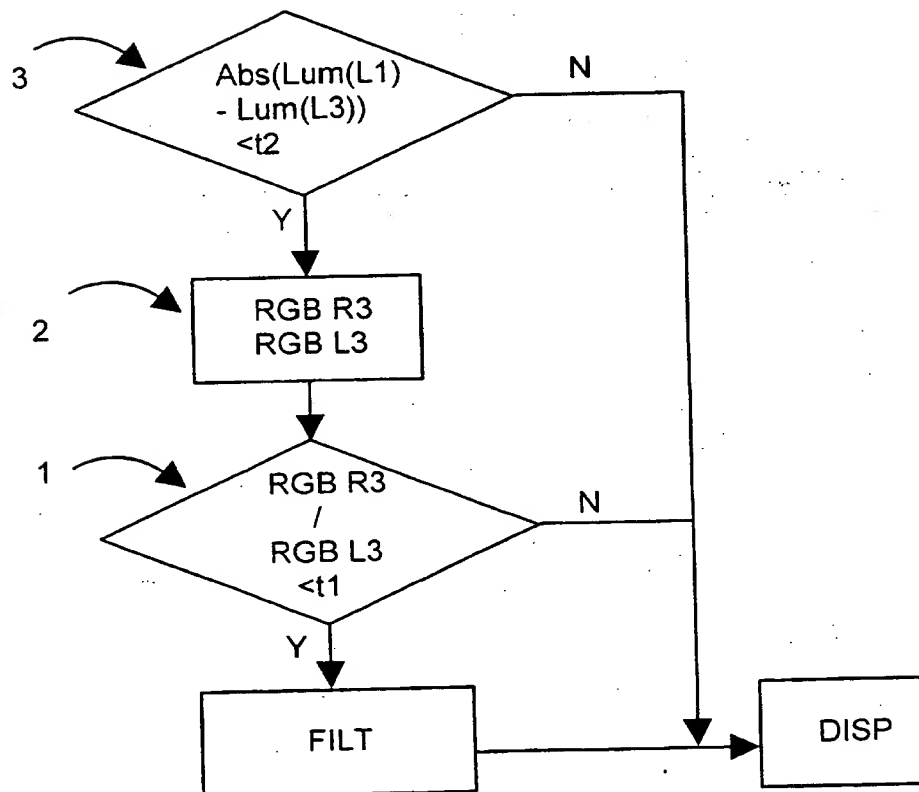 3
Abs(Lum(L1)
- Lum(L3))
<t2
N
Y
2
RGB R3
RGB L3
1
RGB R3
/
RGB L3
<t1
N
Y
FILT
DISP